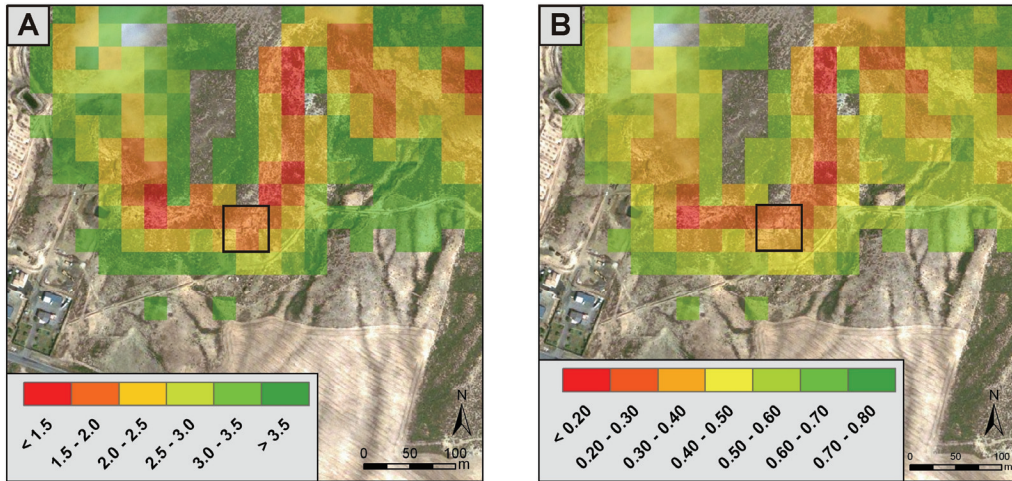 A
B
N
N
< 1.5
1.5 - 2.0
2.0 - 2.5
2.5 - 3.0
3.0 - 3.5
> 3.5
0 50 100
m
< 0.20
0.20 - 0.30
0.30 - 0.40
0.40 - 0.50
0.50 - 0.60
0.60 - 0.70
0.70 - 0.80
0 50 100
m